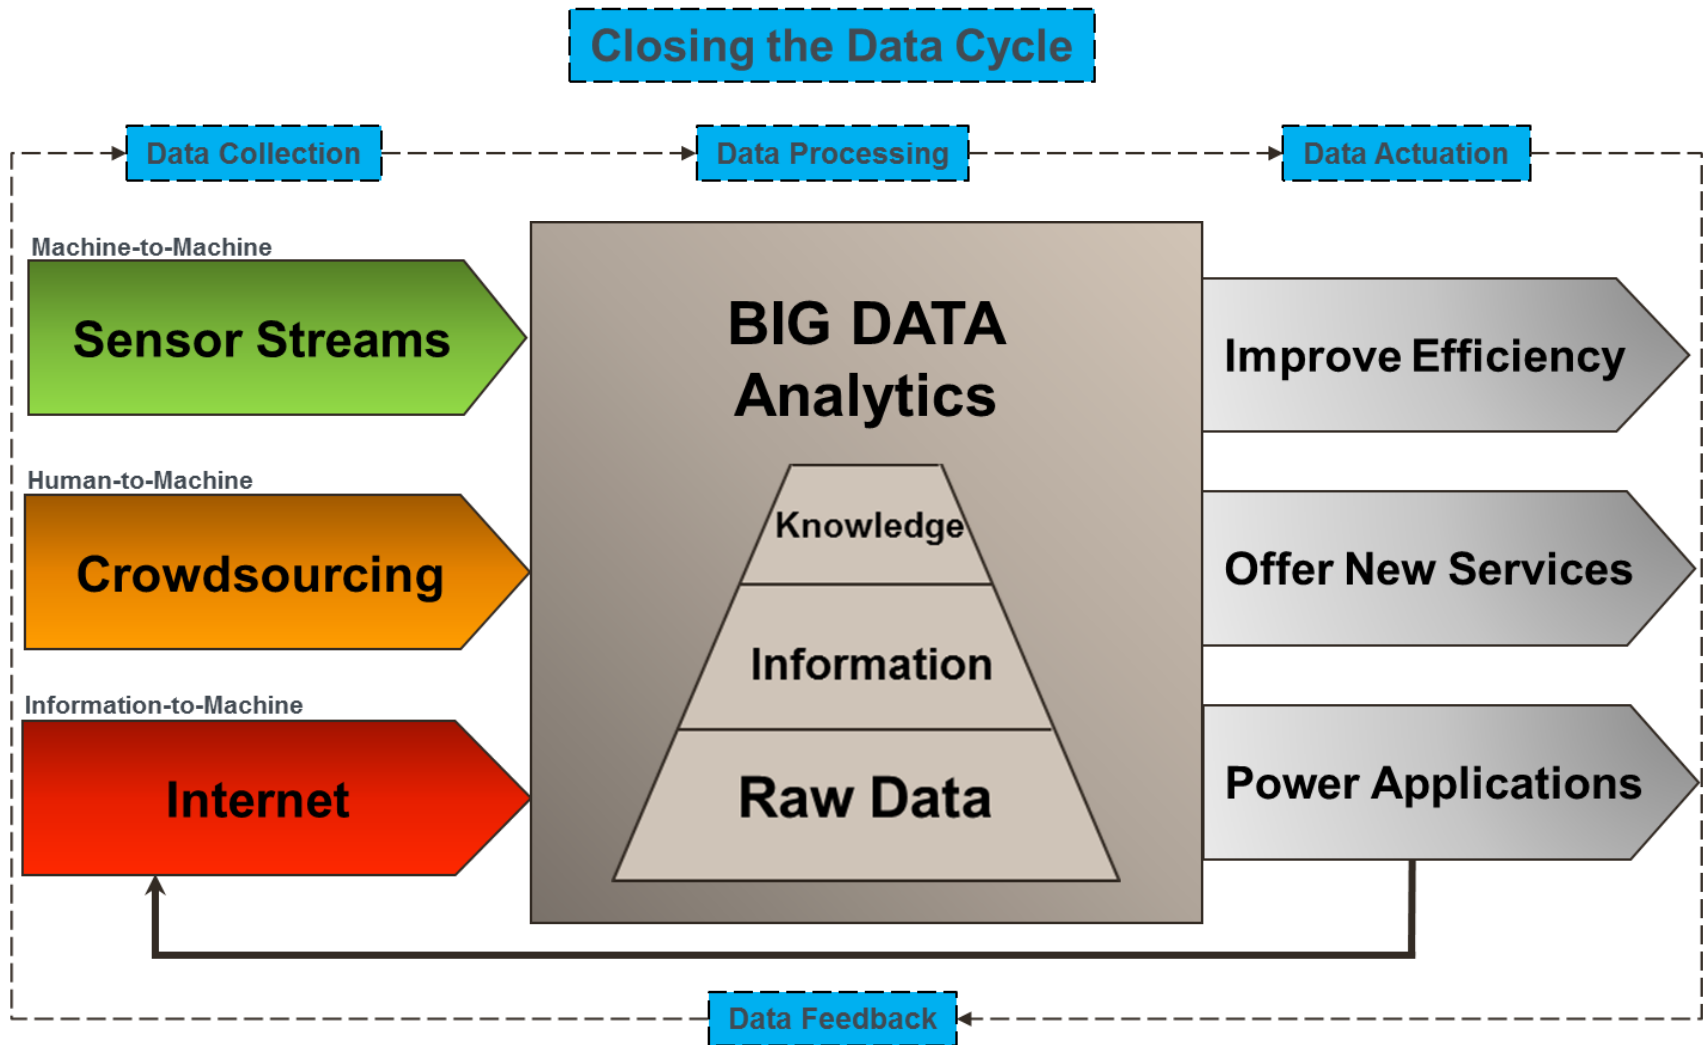 Closing the Data Cycle
Data Collection
Data Processing
Data Actuation
Machine-to-Machine
Sensor Streams
Human-to-Machine
Crowdsourcing
Information-to-Machine
Internet
BIG DATA
Analytics
Knowledge
Information
Raw Data
Improve Efficiency
Offer New Services
Power Applications
Data Feedback